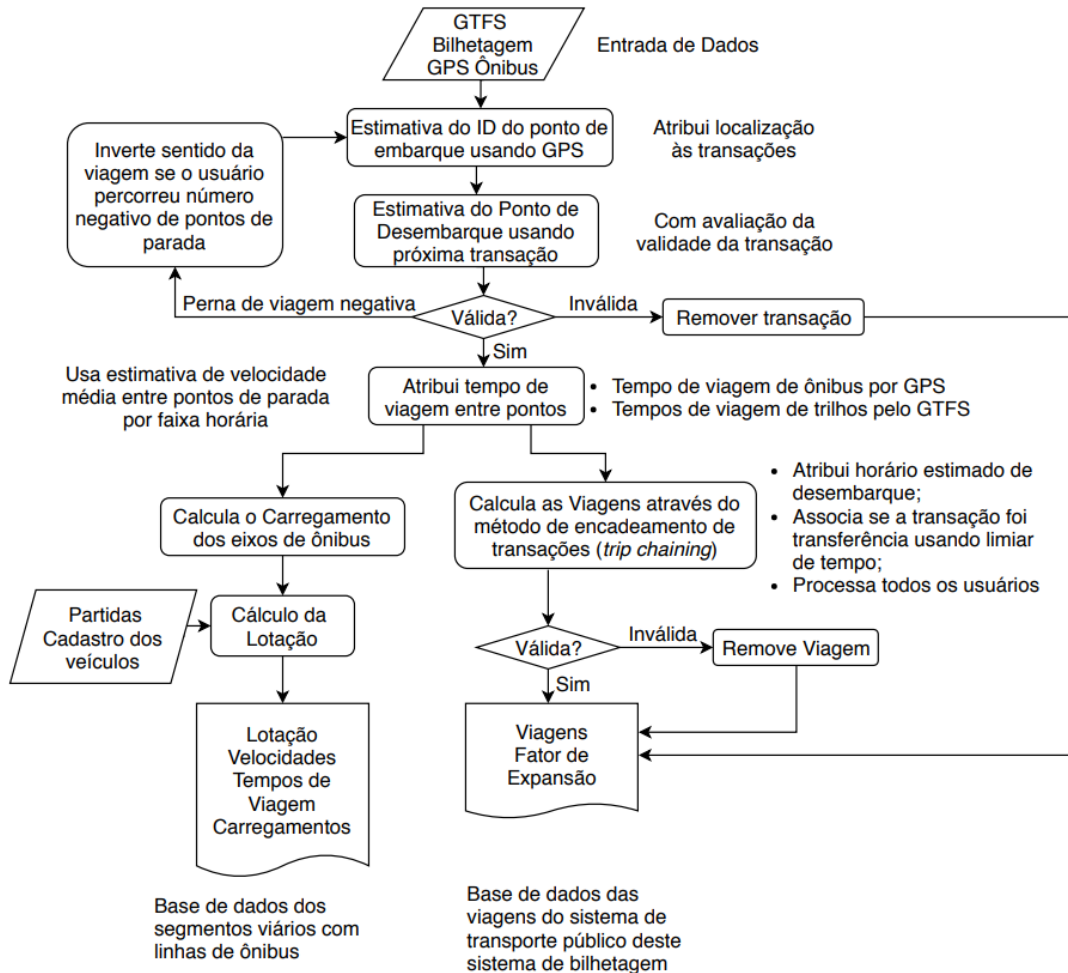 GTFS
Bilhetagem
GPS Ônibus
Entrada de Dados
Estimativa do ID do ponto de
embarque usando GPS
Atribui localização
às transações
Inverte sentido da
viagem se o usuário
percorreu número
negativo de pontos de
parada
Estimativa do Ponto de
Desembarque usando
próxima transação
Com avaliação da
validade da transação
Perna de viagem negativa
Válida?
Inválida
Remover transação
Sim
Usa estimativa de velocidade
média entre pontos de parada
por faixa horária
Atribui tempo de
viagem entre pontos
• Tempo de viagem de ônibus por GPS
• Tempos de viagem de trilhos pelo GTFS
Calcula o Carregamento
dos eixos de ônibus
Calcula as Viagens através do
método de encadeamento de
transações (trip chaining)
• Atribui horário estimado de
desembarque;
• Associa se a transação foi
transferência usando limiar
de tempo;
• Processa todos os usuários
Partidas
Cadastro dos
veículos
Cálculo da
Lotação
Válida?
Inválida
Remove Viagem
Sim
Lotação
Velocidades
Tempos de
Viagem
Carregamentos
Viagens
Fator de
Expansão
Base de dados dos
segmentos viários com
linhas de ônibus
Base de dados das
viagens do sistema de
transporte público deste
sistema de bilhetagem